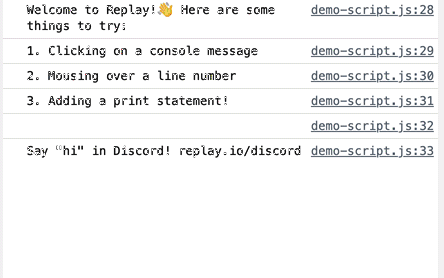 Welcome to Replay!👋 Here are some demo-script.js:28
things to try:
1. Clicking on a console message demo-script.js:29
2. Mousing over a line number demo-script.js:30
3. Adding a print statement! demo-script.js:31
demo-script.js:32
Say "hi" in Discord! replay.io/discord demo-script.js:33